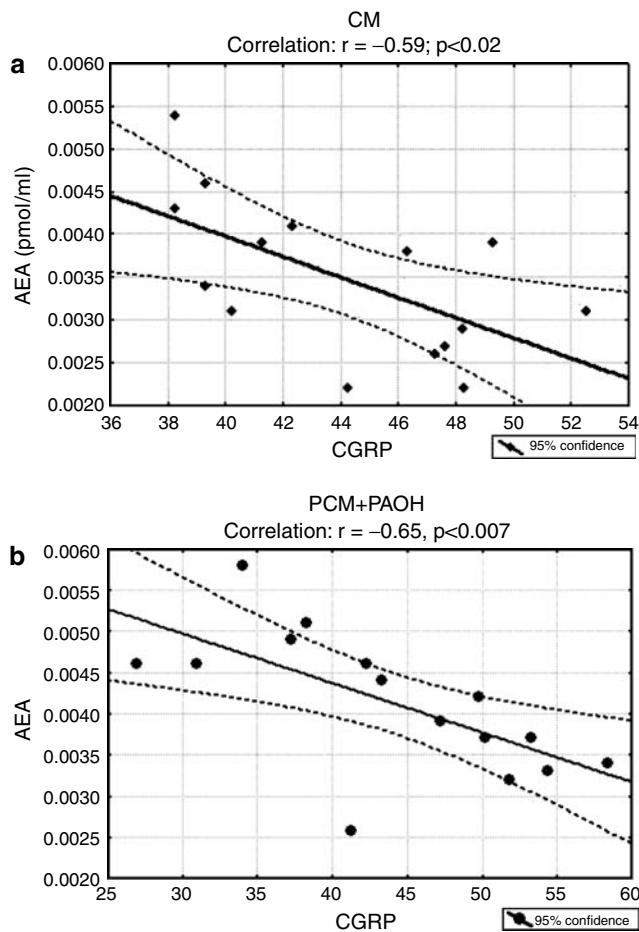 CM
Correlation: r = –0.59; p<0.02
a
0.0060
0.0055
0.0050
0.0045
0.0040
0.0035
0.0030
0.0025
0.0020
AEA (pmol/ml)
36 38 40 42 44 46 48 50 52 54
CGRP
95% confidence
PCM+PAOH
Correlation: r = –0.65, p<0.007
b
0.0060
0.0055
0.0050
0.0045
0.0040
0.0035
0.0030
0.0025
0.0020
AEA
25 30 35 40 45 50 55 60
CGRP
95% confidence